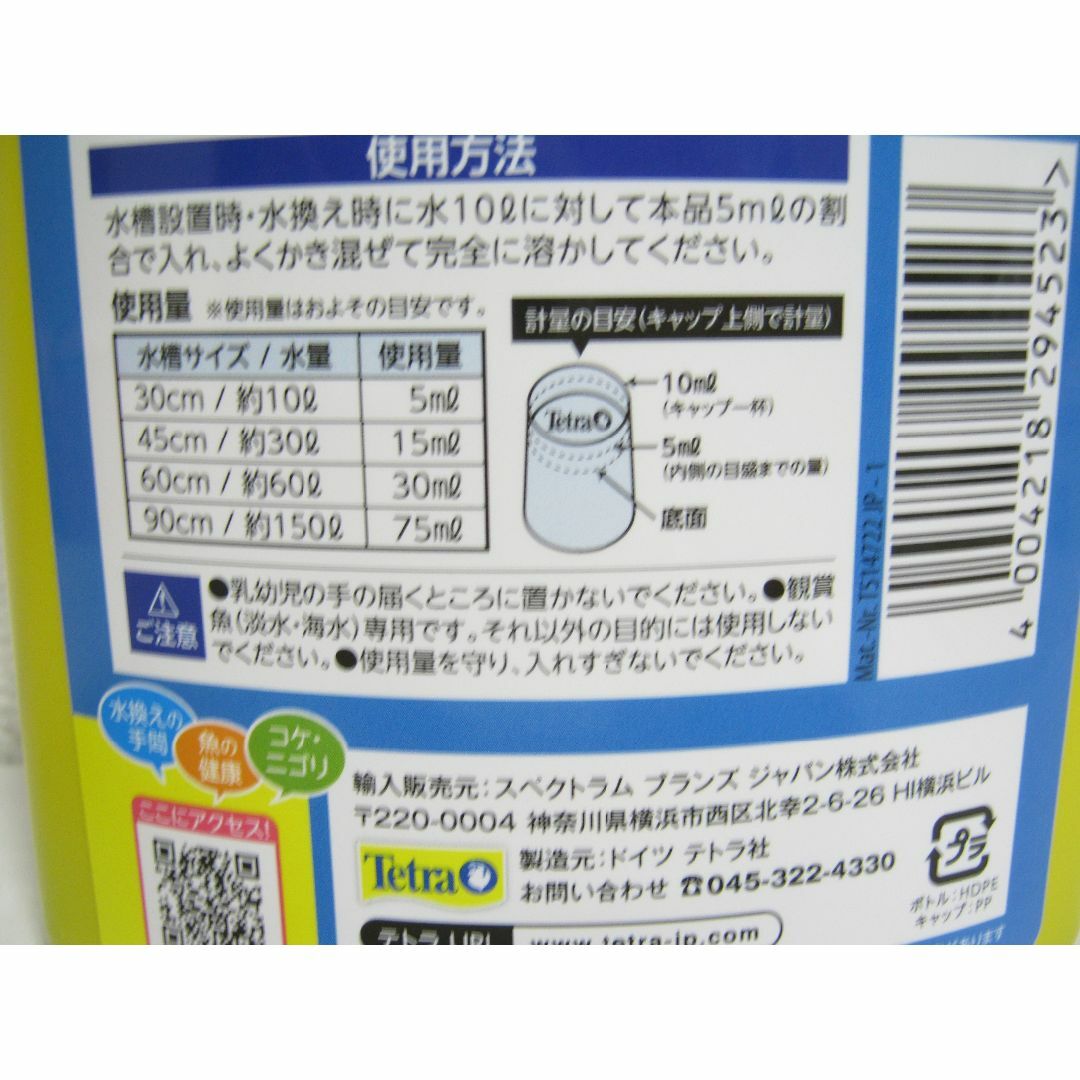 使用方法
水槽設置時・水換え時に水10ℓに対して本品5mℓの割
合で入れ、よくかき混ぜて完全に溶かしてください。
使用量 ※使用量はおよその目安です。
水槽サイズ / 水量 使用量
30cm / 約10ℓ 5mℓ
45cm / 約30ℓ 15mℓ
60cm / 約60ℓ 30mℓ
90cm / 約150ℓ 75mℓ
計量の目安(キャップ上側で計量)
10mℓ
(キャップ一杯)
Tetra
5mℓ
(内側の目盛までの量)
底面
ご注意
●乳幼児の手の届くところに置かないでください。●観賞
魚(淡水・海水)専用です。それ以外の目的には使用しない
でください。●使用量を守り、入れすぎないでください。
Mat.-Nr. T514722JP-1
4 004218 294523 >
水換えの
手間
魚の
健康
コケ・
ニゴリ
ここにアクセス!
輸入販売元:スペクトラム ブランズ ジャパン株式会社
〒220-0004 神奈川県横浜市西区北幸2-6-26 HI横浜ビル
Tetra
製造元:ドイツ テトラ社
お問い合わせ ☎045-322-4330
プラ
ボトル:HDPE
キャップ:PP
テトラ URL www.tetra-jp.com
あります